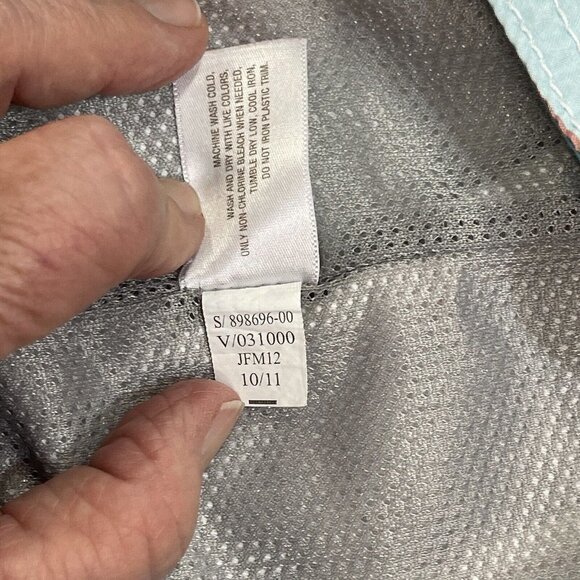 MACHINE WASH COLD,
WASH AND DRY WITH LIKE COLORS,
ONLY NON-CHLORINE BLEACH WHEN NEEDED,
TUMBLE DRY LOW, COOL IRON,
DO NOT IRON PLASTIC TRIM.
S/ 898696-00
V/031000
JFM12
10/11